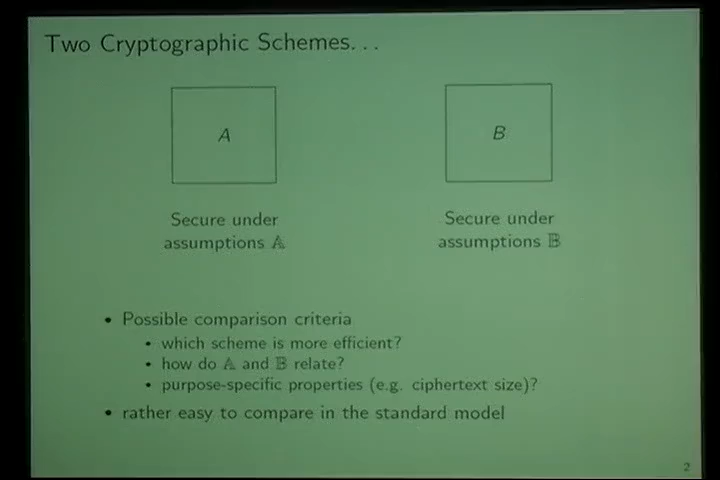 Two Cryptographic Schemes...
A
B
Secure under
assumptions 𝔸
Secure under
assumptions 𝔹
• Possible comparison criteria
• which scheme is more efficient?
• how do 𝔸 and 𝔹 relate?
• purpose-specific properties (e.g. ciphertext size)?
• rather easy to compare in the standard model
2